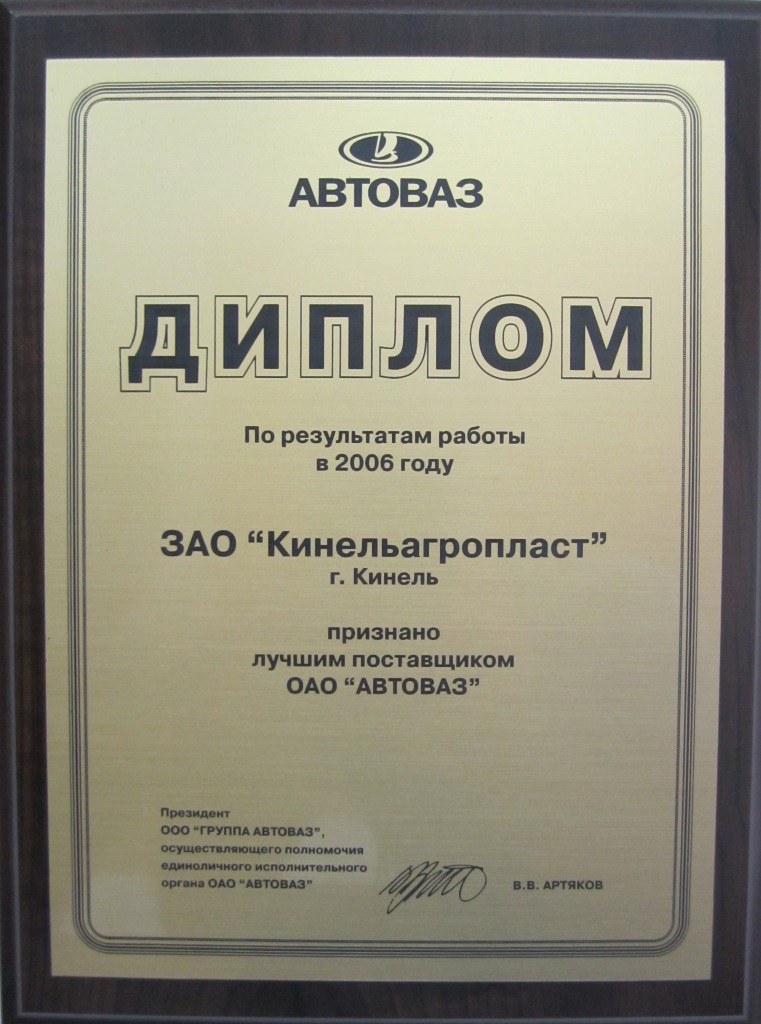 АВТОВАЗ
ДИПЛОМ
По результатам работы
в 2006 году
ЗАО “Кинельагропласт”
г. Кинель
признано
лучшим поставщиком
ОАО “АВТОВАЗ”
Президент
ООО “ГРУППА АВТОВАЗ”,
осуществляющего полномочия
единоличного исполнительного
органа ОАО “АВТОВАЗ”
В.В. АРТЯКОВ